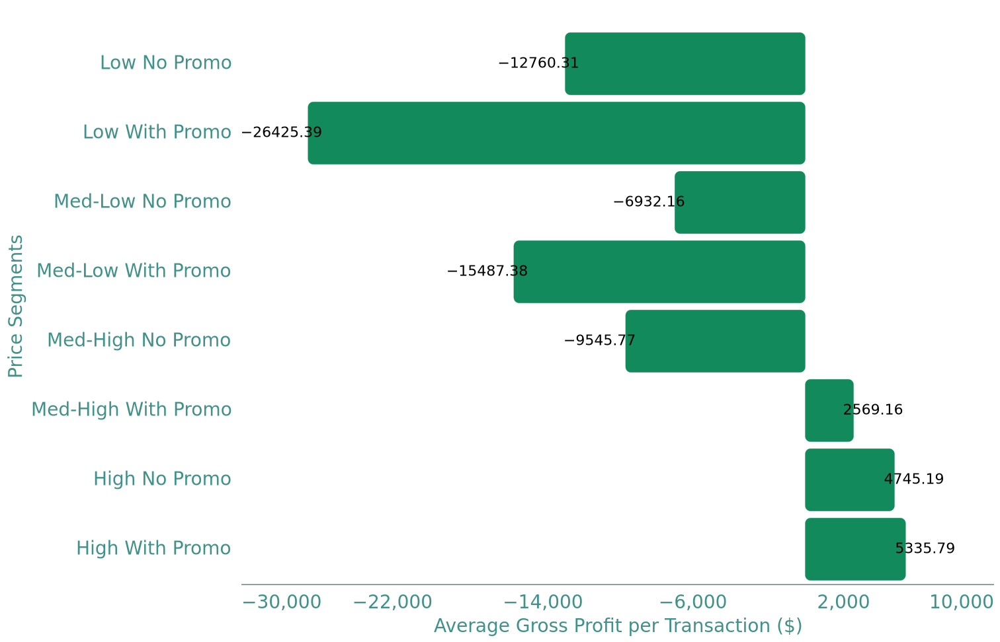 Low No Promo
−12760.31
Low With Promo
−26425.39
Med-Low No Promo
−6932.16
Med-Low With Promo
−15487.38
Med-High No Promo
−9545.77
Med-High With Promo
2569.16
High No Promo
4745.19
High With Promo
5335.79
Price Segments
−30,000 −22,000 −14,000 −6,000 2,000 10,000
Average Gross Profit per Transaction ($)